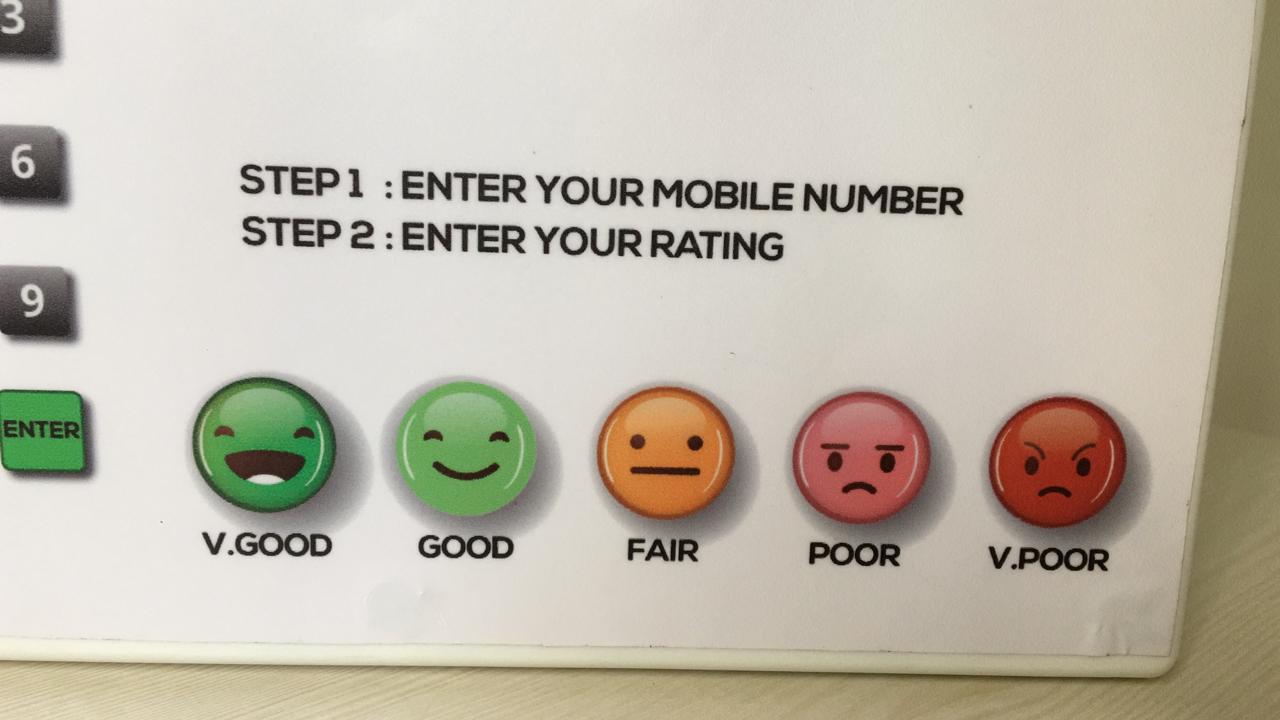 3
6
STEP 1 : ENTER YOUR MOBILE NUMBER
STEP 2 : ENTER YOUR RATING
9
ENTER
V.GOOD GOOD FAIR POOR V.POOR